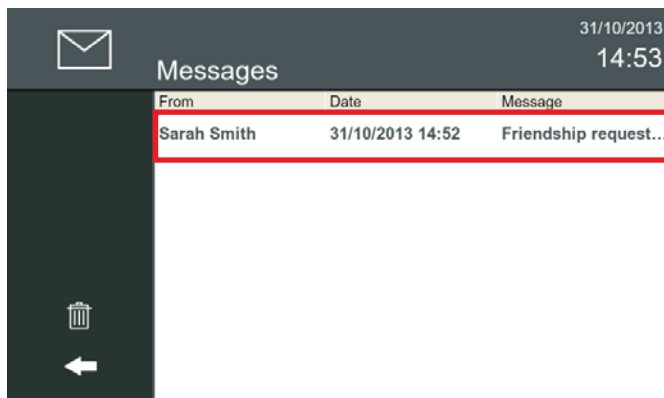 31/10/2013
14:53
Messages
From Date Message
Sarah Smith 31/10/2013 14:52 Friendship request...